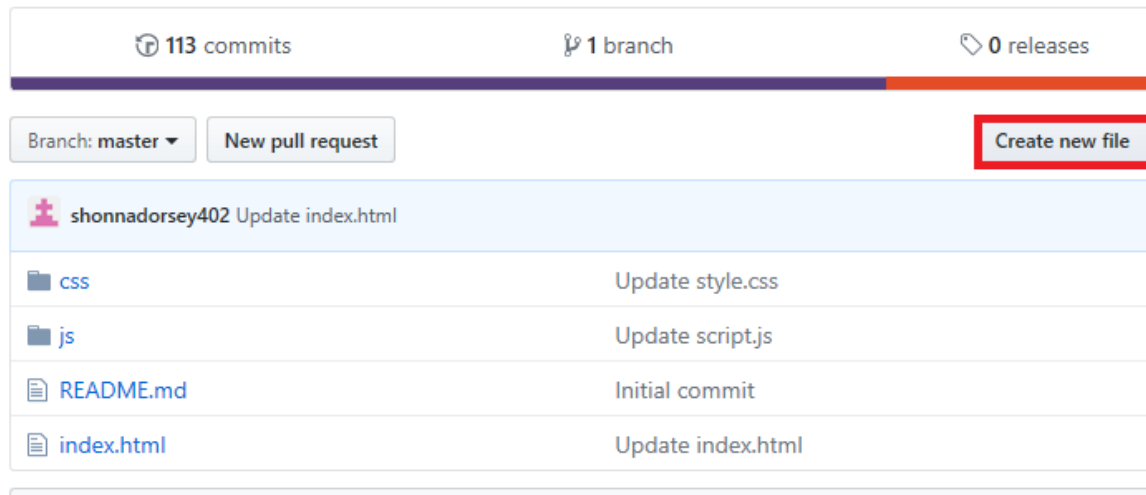 113 commits 1 branch 0 releases
Branch: master New pull request Create new file
shonnadorsey402 Update index.html
css Update style.css
js Update script.js
README.md Initial commit
index.html Update index.html